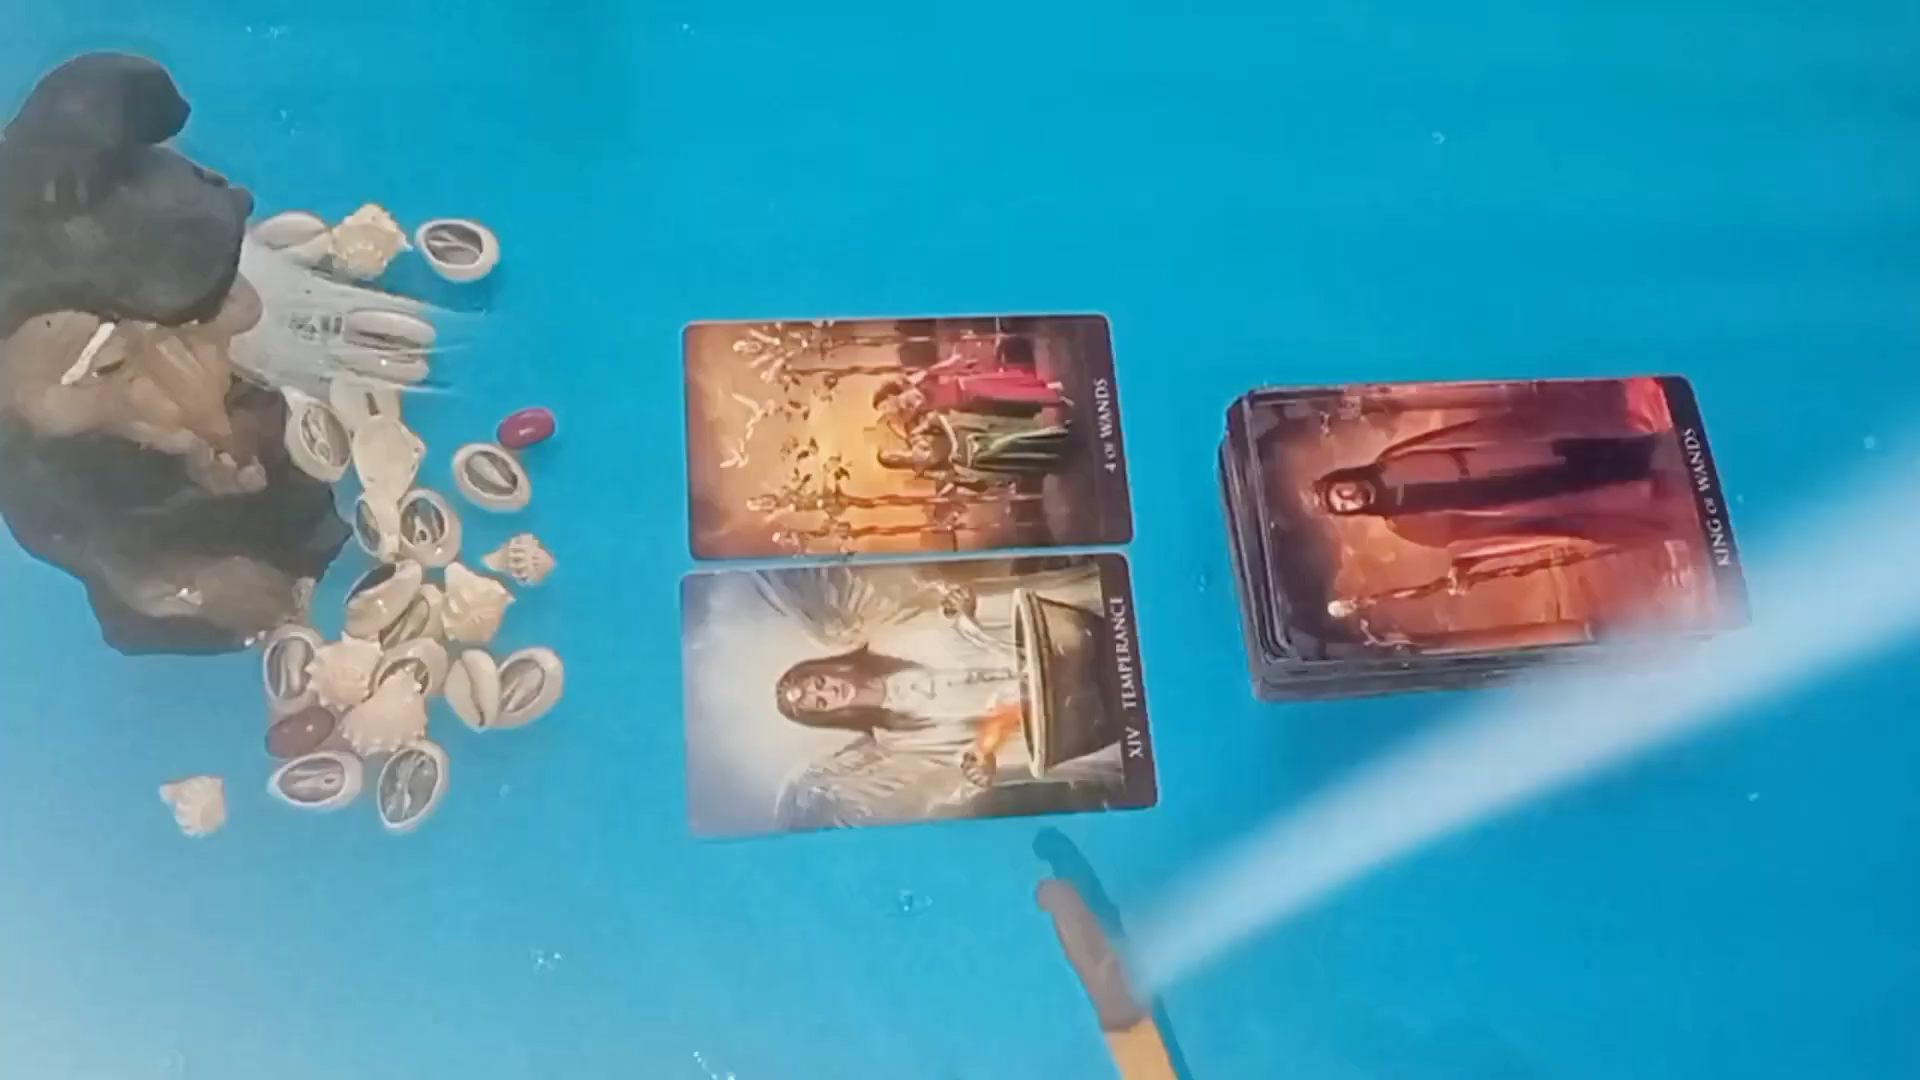 4 OF WANDS
XIV · TEMPERANCE
KING OF WANDS